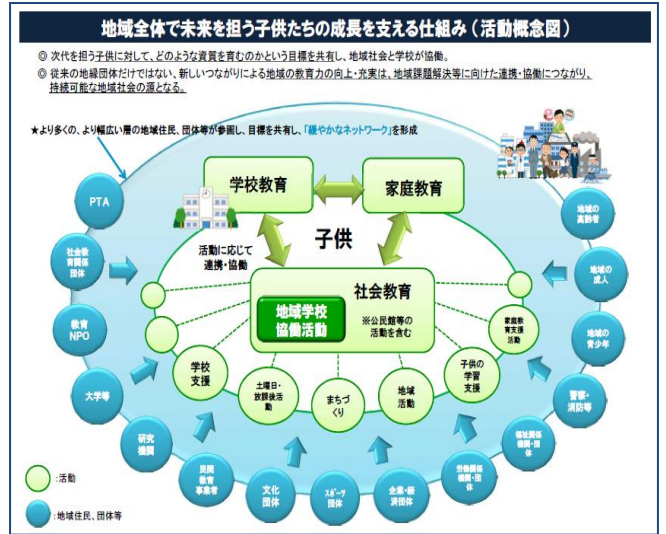 地域全体で未来を担う子供たちの成長を支える仕組み（活動概念図）
◎ 次代を担う子供に対して、どのような資質を育むのかという目標を共有し、地域社会と学校が協働。
◎ 従来の地縁団体だけではない、新しいつながりによる地域の教育力の向上・充実は、地域課題解決等に向けた連携・協働につながり、
持続可能な地域社会の源となる。
★より多くの、より幅広い層の地域住民、団体等が参画し、目標を共有し、「緩やかなネットワーク」を形成
学校教育
家庭教育
子供
活動に応じて
連携・協働
社会教育
地域学校
協働活動
※公民館等の
活動を含む
学校
支援
土曜日・
放課後活
動
まちづ
くり
地域
活動
子供の
学習
支援
家庭教
育支援
活動
PTA
社会教
育関係
団体
教育
NPO
大学等
研究
機関
民間
教育
事業者
文化
団体
スポーツ
団体
企業・経
済団体
労働関係
機関・団
体
福祉関係
機関・団
体
警察・
消防等
地域の
青少年
地域の
成人
地域の
高齢者
:活動
:地域住民、団体等